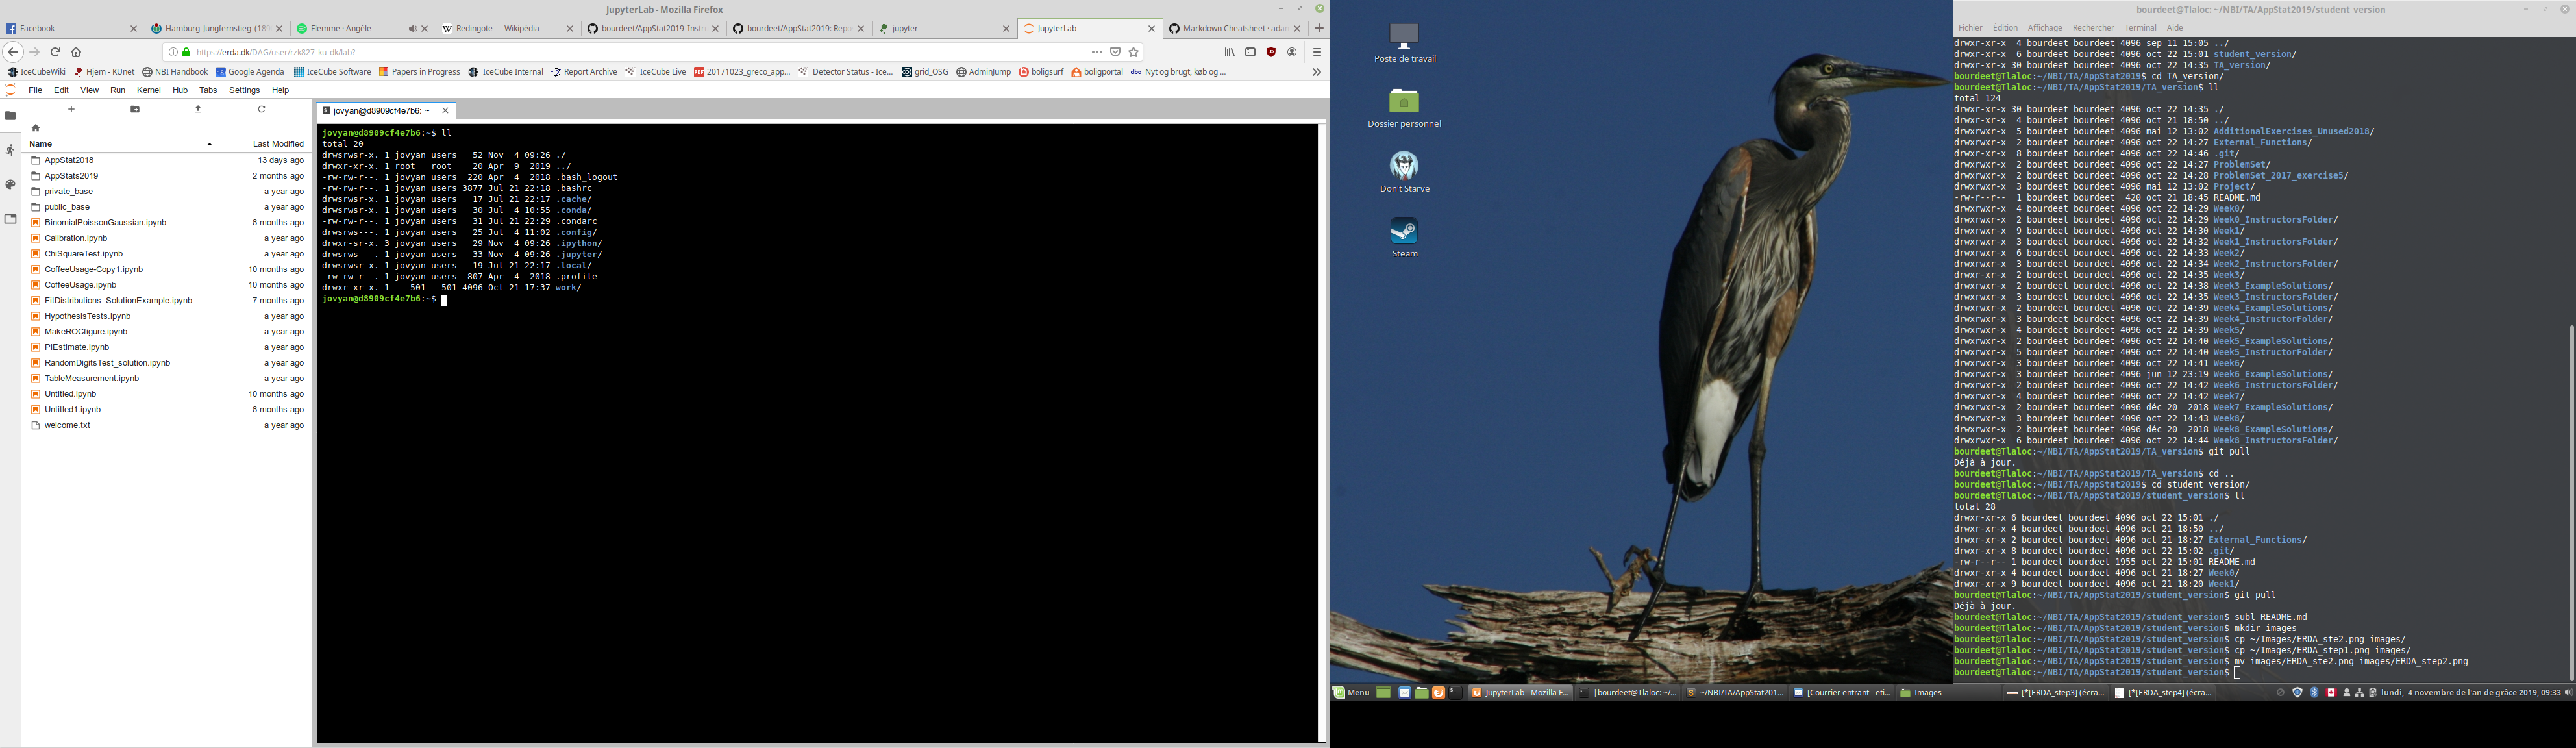 JupyterLab - Mozilla Firefox
Facebook
Hamburg_Jungfernstieg_(188
Flemme · Angèle
Redingote — Wikipédia
bourdeet/AppStat2019_Instr
bourdeet/AppStat2019: Repo
jupyter
JupyterLab
Markdown Cheatsheet · adam
https://erda.dk/DAG/user/rzk827_ku_dk/lab?
IceCubeWiki
Hjem - KUnet
NBI Handbook
Google Agenda
IceCube Software
Papers in Progress
IceCube Internal
Report Archive
IceCube Live
20171023_greco_app...
Detector Status - Ice...
grid_OSG
AdminJump
boligsurf
boligportal
dba Nyt og brugt, køb og ...
File Edit View Run Kernel Hub Tabs Settings Help
Name Last Modified
AppStat2018 13 days ago
AppStats2019 2 months ago
private_base a year ago
public_base a year ago
BinomialPoissonGaussian.ipynb 8 months ago
Calibration.ipynb a year ago
ChiSquareTest.ipynb a year ago
CoffeeUsage-Copy1.ipynb 10 months ago
CoffeeUsage.ipynb 10 months ago
FitDistributions_SolutionExample.ipynb 7 months ago
HypothesisTests.ipynb a year ago
MakeROCfigure.ipynb a year ago
PiEstimate.ipynb a year ago
RandomDigitsTest_solution.ipynb a year ago
TableMeasurement.ipynb a year ago
Untitled.ipynb 10 months ago
Untitled1.ipynb 8 months ago
welcome.txt a year ago
jovyan@d8909cf4e7b6: ~
jovyan@d8909cf4e7b6:~$ ll
total 20
drwsrwsr-x. 1 jovyan users 52 Nov 4 09:26 ./
drwxr-xr-x. 1 root root 20 Apr 9 2019 ../
-rw-rw-r--. 1 jovyan users 220 Apr 4 2018 .bash_logout
-rw-rw-r--. 1 jovyan users 3877 Jul 21 22:18 .bashrc
drwsrwsr-x. 1 jovyan users 17 Jul 21 22:17 .cache/
drwsrwsr-x. 1 jovyan users 30 Jul 4 10:55 .conda/
-rw-rw-r--. 1 jovyan users 31 Jul 21 22:29 .condarc
drwsrws---. 1 jovyan users 25 Jul 4 11:02 .config/
drwxr-sr-x. 3 jovyan users 29 Nov 4 09:26 .ipython/
drwsrws---. 1 jovyan users 33 Nov 4 09:26 .jupyter/
drwsrwsr-x. 1 jovyan users 19 Jul 21 22:17 .local/
-rw-rw-r--. 1 jovyan users 807 Apr 4 2018 .profile
drwxr-xr-x. 1 501 501 4096 Oct 21 17:37 work/
jovyan@d8909cf4e7b6:~$
Poste de travail
Dossier personnel
Don't Starve
Steam
bourdeet@Tlaloc: ~/NBI/TA/AppStat2019/student_version
Fichier Édition Affichage Rechercher Terminal Aide
drwxr-xr-x 4 bourdeet bourdeet 4096 sep 11 15:05 ../
drwxr-xr-x 6 bourdeet bourdeet 4096 oct 22 15:01 student_version/
drwxr-xr-x 30 bourdeet bourdeet 4096 oct 22 14:35 TA_version/
bourdeet@Tlaloc:~/NBI/TA/AppStat2019$ cd TA_version/
bourdeet@Tlaloc:~/NBI/TA/AppStat2019/TA_version$ ll
total 124
drwxr-xr-x 30 bourdeet bourdeet 4096 oct 22 14:35 ./
drwxr-xr-x 4 bourdeet bourdeet 4096 oct 21 18:50 ../
drwxrwxr-x 5 bourdeet bourdeet 4096 mai 12 13:02 AdditionalExercises_Unused2018/
drwxrwxr-x 2 bourdeet bourdeet 4096 oct 22 14:27 External_Functions/
drwxr-xr-x 8 bourdeet bourdeet 4096 oct 22 14:46 .git/
drwxrwxr-x 2 bourdeet bourdeet 4096 oct 22 14:27 ProblemSet/
drwxrwxr-x 2 bourdeet bourdeet 4096 oct 22 14:28 ProblemSet_2017_exercise5/
drwxrwxr-x 3 bourdeet bourdeet 4096 mai 12 13:02 Project/
-rw-r--r-- 1 bourdeet bourdeet 420 oct 21 18:45 README.md
drwxrwxr-x 4 bourdeet bourdeet 4096 oct 22 14:29 Week0/
drwxrwxr-x 2 bourdeet bourdeet 4096 oct 22 14:29 Week0_InstructorsFolder/
drwxrwxr-x 9 bourdeet bourdeet 4096 oct 22 14:30 Week1/
drwxrwxr-x 3 bourdeet bourdeet 4096 oct 22 14:32 Week1_InstructorsFolder/
drwxrwxr-x 6 bourdeet bourdeet 4096 oct 22 14:33 Week2/
drwxrwxr-x 3 bourdeet bourdeet 4096 oct 22 14:34 Week2_InstructorsFolder/
drwxrwxr-x 2 bourdeet bourdeet 4096 oct 22 14:35 Week3/
drwxrwxr-x 2 bourdeet bourdeet 4096 oct 22 14:38 Week3_ExampleSolutions/
drwxrwxr-x 3 bourdeet bourdeet 4096 oct 22 14:35 Week3_InstructorsFolder/
drwxrwxr-x 2 bourdeet bourdeet 4096 oct 22 14:39 Week4_ExampleSolutions/
drwxrwxr-x 3 bourdeet bourdeet 4096 oct 22 14:39 Week4_InstructorFolder/
drwxrwxr-x 4 bourdeet bourdeet 4096 oct 22 14:39 Week5/
drwxrwxr-x 2 bourdeet bourdeet 4096 oct 22 14:40 Week5_ExampleSolutions/
drwxrwxr-x 5 bourdeet bourdeet 4096 oct 22 14:40 Week5_InstructorFolder/
drwxrwxr-x 3 bourdeet bourdeet 4096 oct 22 14:41 Week6/
drwxrwxr-x 3 bourdeet bourdeet 4096 jun 12 23:19 Week6_ExampleSolutions/
drwxrwxr-x 2 bourdeet bourdeet 4096 oct 22 14:42 Week6_InstructorsFolder/
drwxrwxr-x 4 bourdeet bourdeet 4096 oct 22 14:42 Week7/
drwxrwxr-x 2 bourdeet bourdeet 4096 déc 20 2018 Week7_ExampleSolutions/
drwxrwxr-x 3 bourdeet bourdeet 4096 oct 22 14:43 Week8/
drwxrwxr-x 2 bourdeet bourdeet 4096 déc 20 2018 Week8_ExampleSolutions/
drwxrwxr-x 6 bourdeet bourdeet 4096 oct 22 14:44 Week8_InstructorsFolder/
bourdeet@Tlaloc:~/NBI/TA/AppStat2019/TA_version$ git pull
Déjà à jour.
bourdeet@Tlaloc:~/NBI/TA/AppStat2019/TA_version$ cd ..
bourdeet@Tlaloc:~/NBI/TA/AppStat2019$ cd student_version/
bourdeet@Tlaloc:~/NBI/TA/AppStat2019/student_version$ ll
total 28
drwxr-xr-x 6 bourdeet bourdeet 4096 oct 22 15:01 ./
drwxr-xr-x 4 bourdeet bourdeet 4096 oct 21 18:50 ../
drwxr-xr-x 2 bourdeet bourdeet 4096 oct 21 18:27 External_Functions/
drwxr-xr-x 8 bourdeet bourdeet 4096 oct 22 15:02 .git/
-rw-r--r-- 1 bourdeet bourdeet 1955 oct 22 15:01 README.md
drwxr-xr-x 4 bourdeet bourdeet 4096 oct 21 18:27 Week0/
drwxr-xr-x 9 bourdeet bourdeet 4096 oct 21 18:20 Week1/
bourdeet@Tlaloc:~/NBI/TA/AppStat2019/student_version$ git pull
Déjà à jour.
bourdeet@Tlaloc:~/NBI/TA/AppStat2019/student_version$ subl README.md
bourdeet@Tlaloc:~/NBI/TA/AppStat2019/student_version$ mkdir images
bourdeet@Tlaloc:~/NBI/TA/AppStat2019/student_version$ cp ~/Images/ERDA_ste2.png images/
bourdeet@Tlaloc:~/NBI/TA/AppStat2019/student_version$ cp ~/Images/ERDA_step1.png images/
bourdeet@Tlaloc:~/NBI/TA/AppStat2019/student_version$ mv images/ERDA_ste2.png images/ERDA_step2.png
bourdeet@Tlaloc:~/NBI/TA/AppStat2019/student_version$
Menu
JupyterLab - Mozilla F...
|bourdeet@Tlaloc: ~/...
~/NBI/TA/AppStat201...
[Courrier entrant - eti...
Images
[*[ERDA_step3] (écra...
[*[ERDA_step4] (écra...
lundi, 4 novembre de l'an de grâce 2019, 09:33